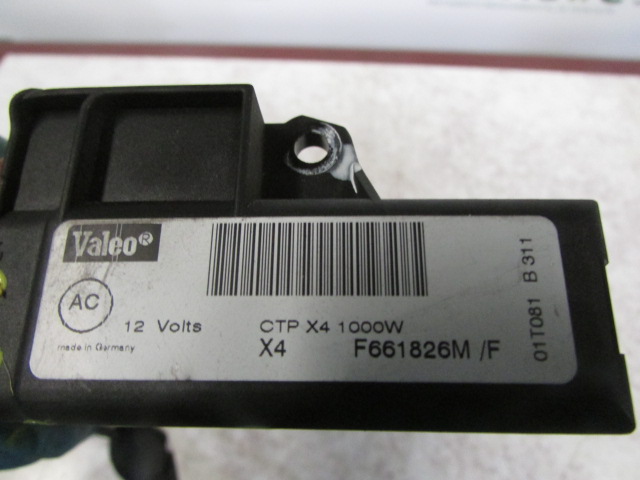 Valeo®
AC
12 Volts
CTP X4 1000W
made in Germany
X4 F661826M /F
01T081 B 311